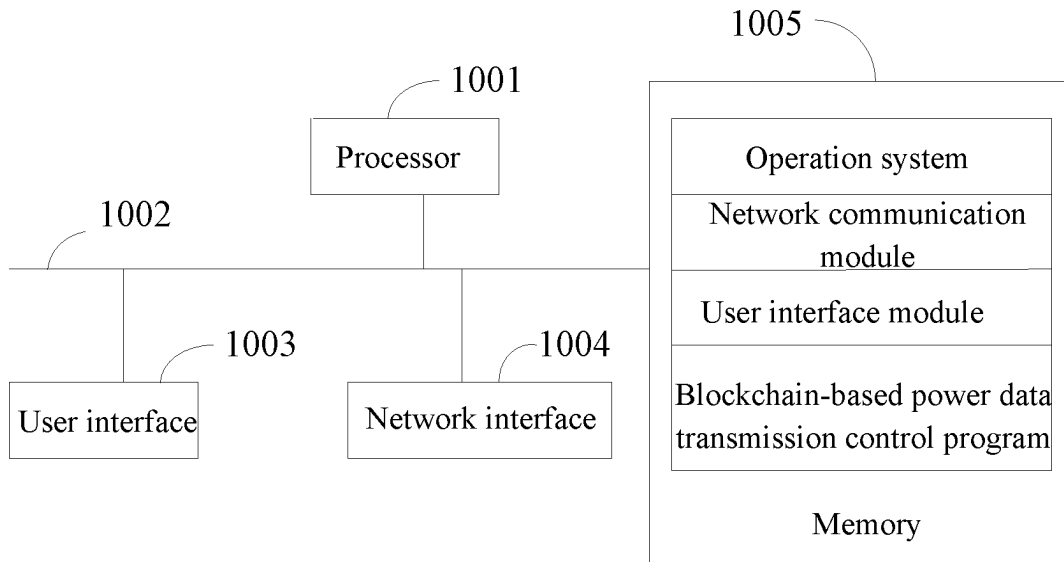 1005
1001
Processor
Operation system
Network communication
module
1002
User interface module
1003
1004
User interface
Network interface
Blockchain-based power data
transmission control program
Memory